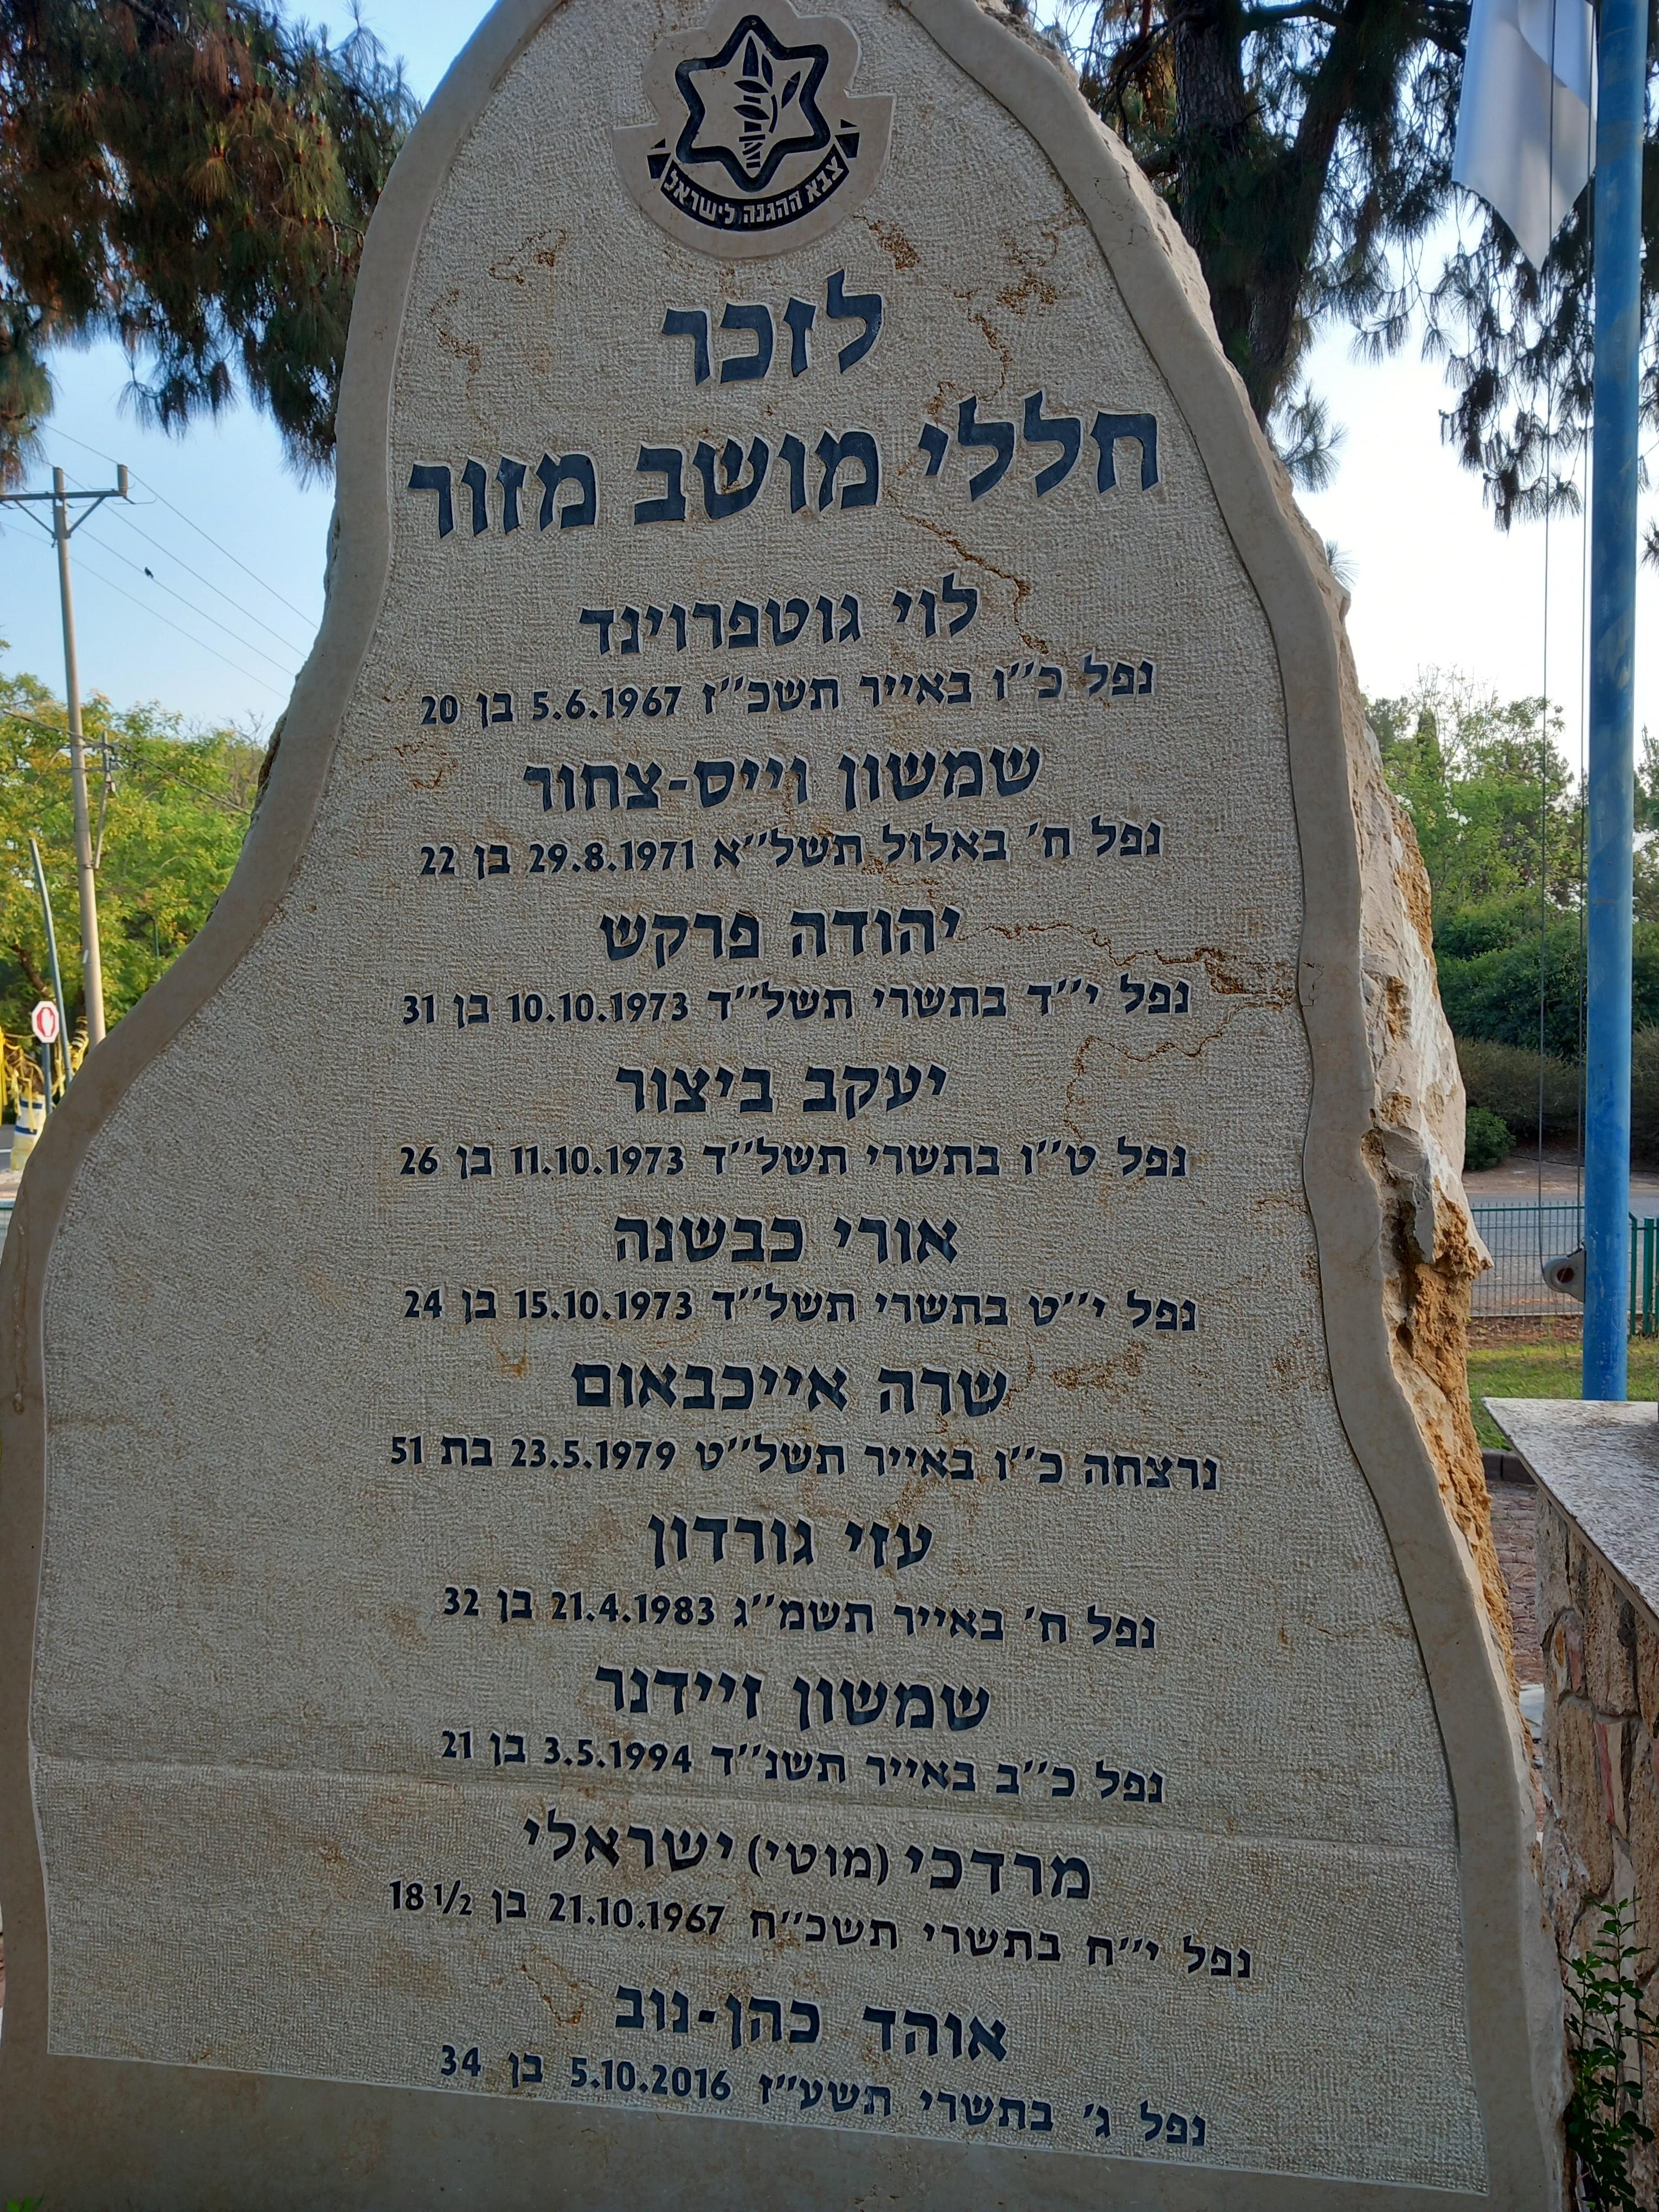 צבא ההגנה לישראל
לזכר
חללי מושב מזור
לוי גוטפרוינד
נפל כ"ו באייר תשכ"ז 5.6.1967 בן 20
שמשון וייס-צחור
נפל ח' באלול תשל"א 29.8.1971 בן 22
יהודה פרקש
נפל י"ד בתשרי תשל"ד 10.10.1973 בן 31
יעקב ביצור
נפל ט"ו בתשרי תשל"ד 11.10.1973 בן 26
אורי כבשנה
נפל י"ט בתשרי תשל"ד 15.10.1973 בן 24
שרה אייכבאום
נרצחה כ"ו באייר תשל"ט 23.5.1979 בת 51
עזי גורדון
נפל ח' באייר תשמ"ג 21.4.1983 בן 32
שמשון זיידנר
נפל כ"ב באייר תשנ"ד 3.5.1994 בן 21
מרדכי (מוטי) ישראלי
נפל י"ח בתשרי תשכ"ח 21.10.1967 בן 18 1/2
אוהד כהן-נוב
נפל ג' בתשרי תשע"ז 5.10.2016 בן 34